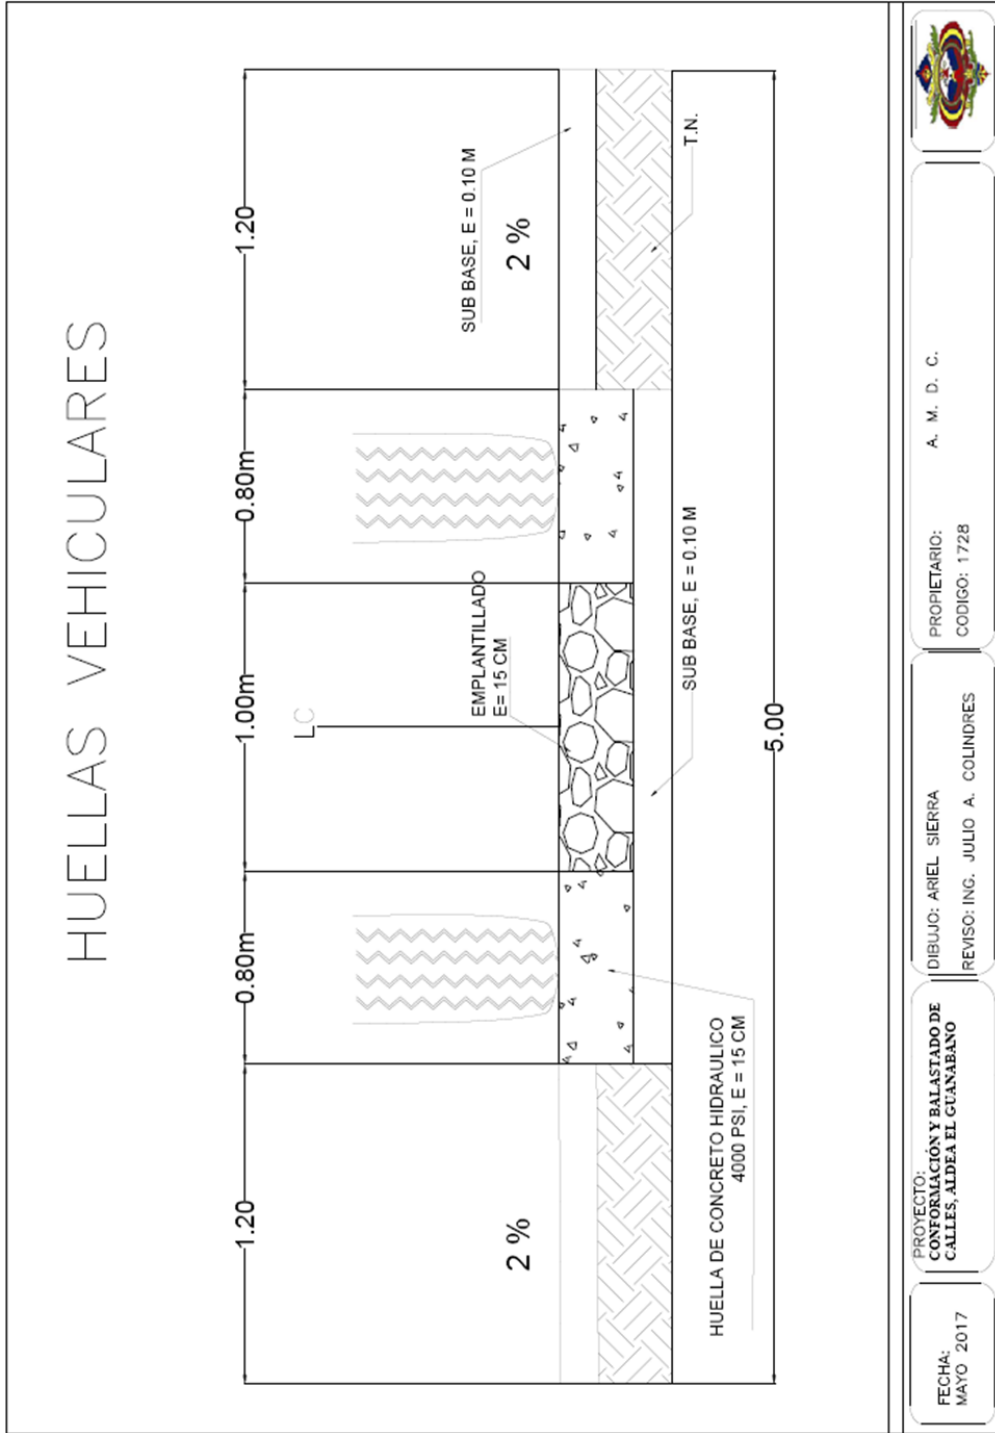 HUELLAS VEHICULARES
1.20
0.80m
1.00m
0.80m
1.20
LC
EMPLANTILLADO
E= 15 CM
SUB BASE, E = 0.10 M
2 %
2 %
HUELLA DE CONCRETO HIDRAULICO
4000 PSI, E = 15 CM
SUB BASE, E = 0.10 M
T.N.
5.00
FECHA:
MAYO 2017
PROYECTO:
CONFORMACIÓN Y BALASTADO DE
CALLES, ALDEA EL GUANABANO
DIBUJO: ARIEL SIERRA
REVISO: ING. JULIO A. COLINDRES
PROPIETARIO: A. M. D. C.
CODIGO: 1728